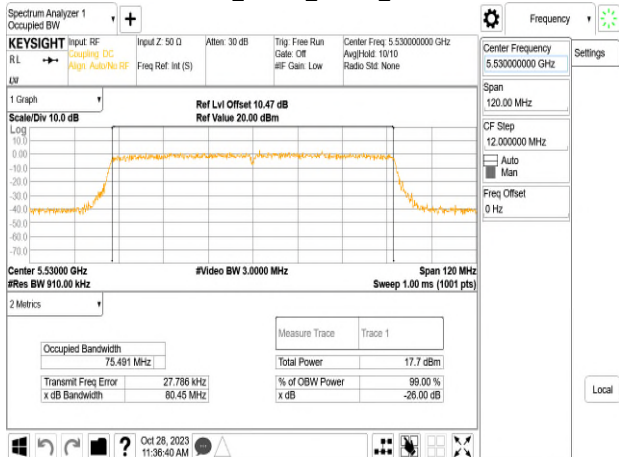 Spectrum Analyzer 1
Occupied BW
+
Frequency
KEYSIGHT
Input: RF
Coupling: DC
Align: Auto/No RF
Input Z: 50 Ω
Freq Ref: Int (S)
Atten: 30 dB
Trig: Free Run
Gate: Off
#IF Gain: Low
Center Freq: 5.530000000 GHz
Avg|Hold: 10/10
Radio Std: None
RL
LXI
Center Frequency
5.530000000 GHz
Settings
Span
120.00 MHz
CF Step
12.000000 MHz
Auto
Man
Freq Offset
0 Hz
Local
1 Graph
Scale/Div 10.0 dB
Ref Lvl Offset 10.47 dB
Ref Value 20.00 dBm
Log
10.0
0.00
-10.0
-20.0
-30.0
-40.0
-50.0
-60.0
-70.0
Center 5.53000 GHz
#Res BW 910.00 kHz
#Video BW 3.0000 MHz
Span 120 MHz
Sweep 1.00 ms (1001 pts)
2 Metrics
Measure Trace
Trace 1
Occupied Bandwidth
75.491 MHz
Total Power
17.7 dBm
Transmit Freq Error
27.786 kHz
% of OBW Power
99.00 %
x dB Bandwidth
80.45 MHz
x dB
-26.00 dB
?
Oct 28, 2023
11:36:40 AM